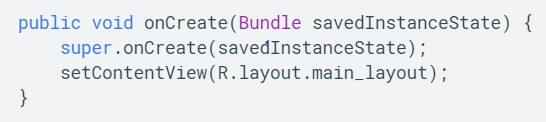 public void onCreate(Bundle savedInstanceState) {
    super.onCreate(savedInstanceState);
    setContentView(R.layout.main_layout);
}